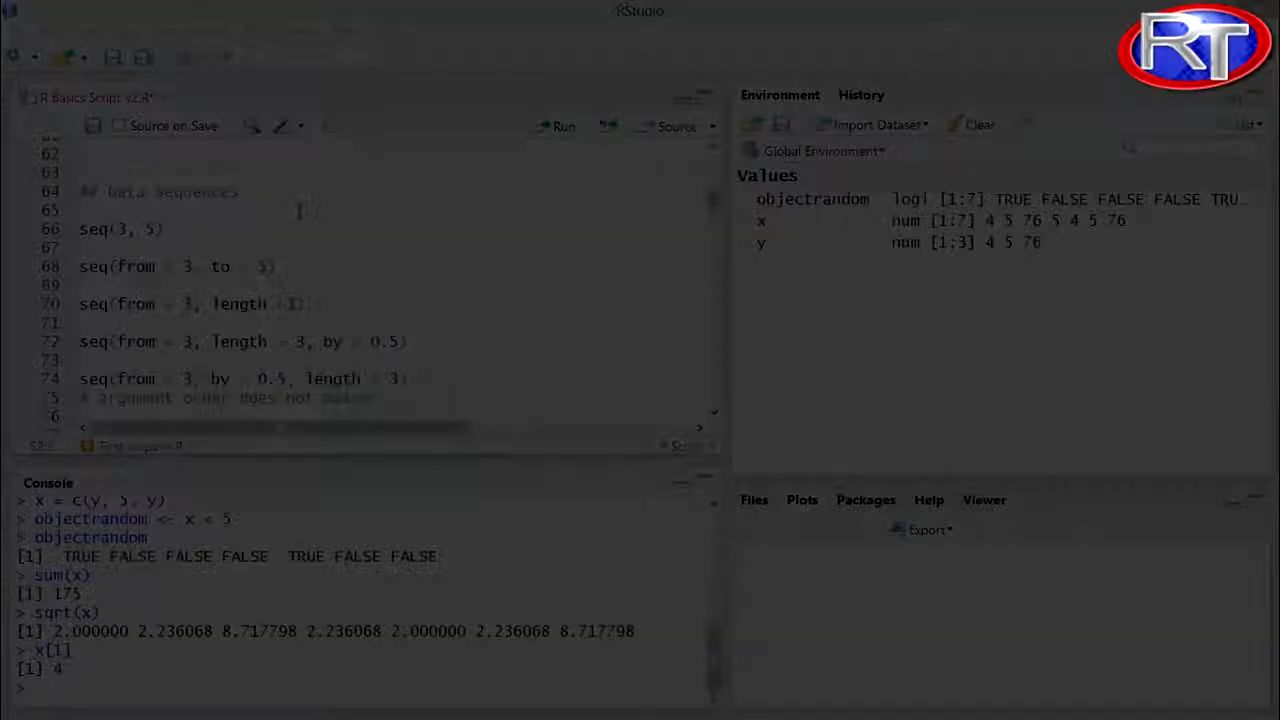 RStudio
RT
R Basics Script v2.R*
Source on Save
Run
Source
62
63
64 ## Data Sequences
65
66 seq(3, 5)
67
68 seq(from = 3, to = 5)
69
70 seq(from = 3, length
71
72 seq(from = 3, length = 3, by = 0.5)
73
74 seq(from = 3, by = 0.5, length = 3)
# argument order does not
Console
> x = c(y, 5, y)
> objectrandom <- x < 5
> objectrandom
[1] TRUE FALSE FALSE FALSE TRUE FALSE FALSE
> sum(x)
[1] 175
> sqrt(x)
[1] 2.000000 2.236068 8.717798 2.236068 2.000000 2.236068 8.717798
> x[1]
[1] 4
>
Environment History
Import Dataset Clear
Global Environment
Values
objectrandom logi [1:7] TRUE FALSE FALSE FALSE TRU...
x num [1:7] 4 5 76 5 4 5 76
y num [1:3] 4 5 76
Files Plots Packages Help Viewer
Export